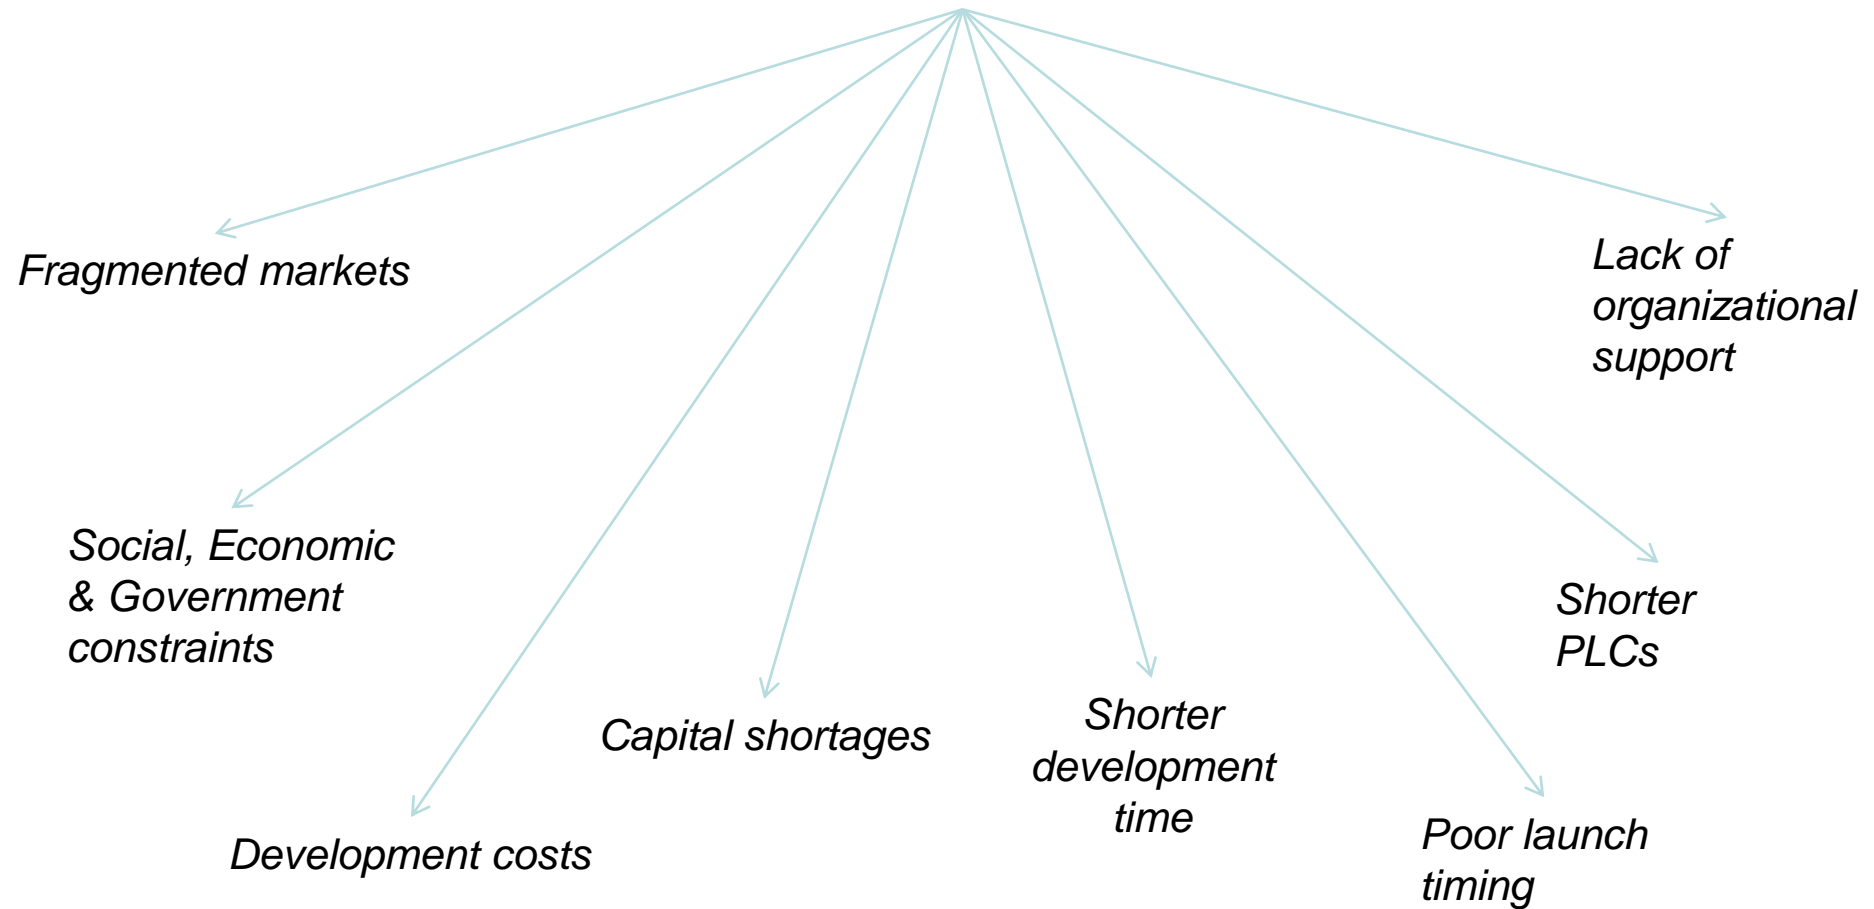 Fragmented markets
Lack of
organizational
support
Social, Economic
& Government
constraints
Shorter
PLCs
Capital shortages
Shorter
development
time
Development costs
Poor launch
timing